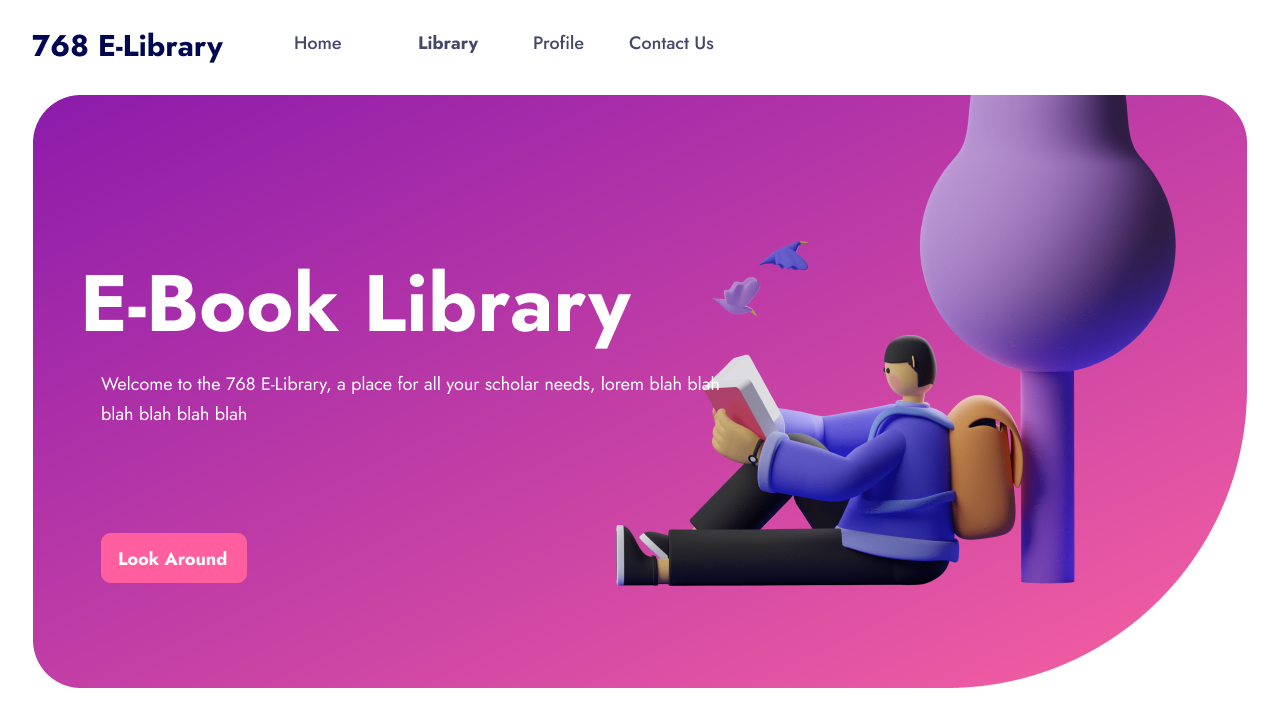 768 E-Library
Home Library Profile Contact Us
E-Book Library
Welcome to the 768 E-Library, a place for all your scholar needs, lorem blah blah
blah blah blah blah
Look Around